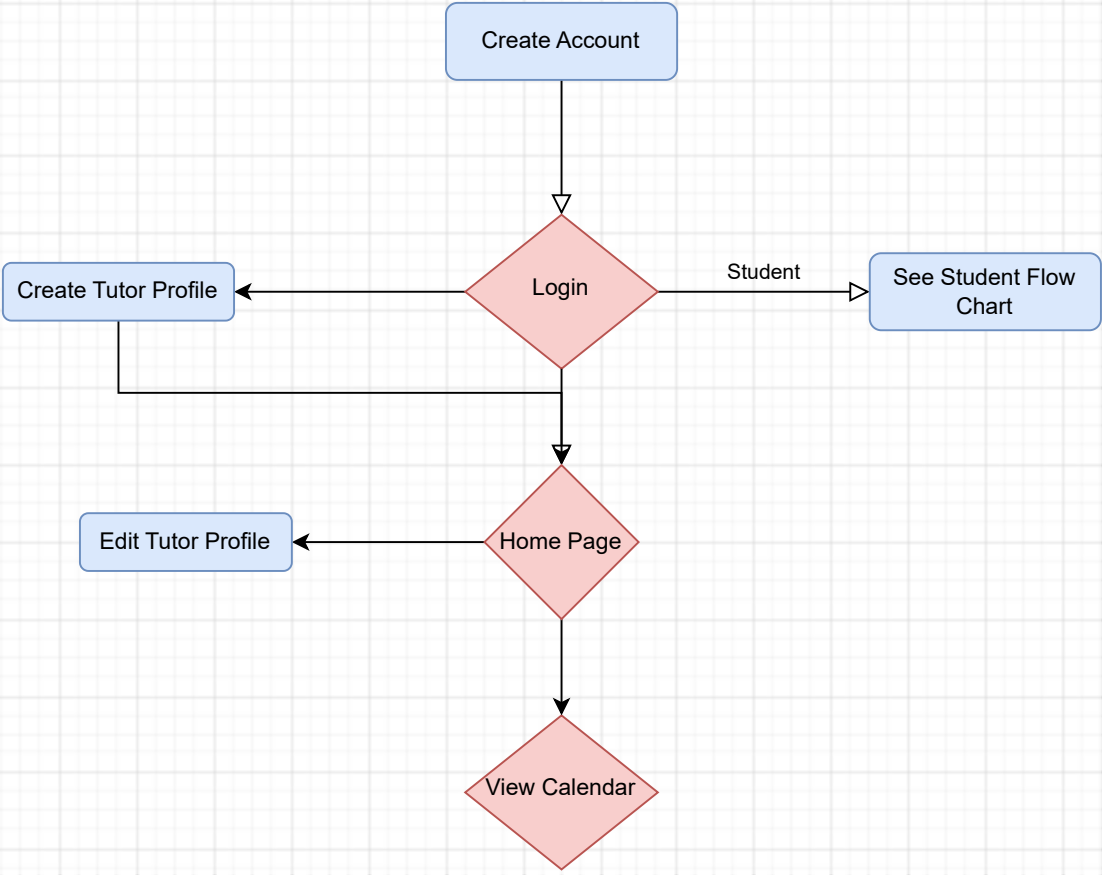 Create Account
Login
Student
See Student Flow
Chart
Create Tutor Profile
Home Page
Edit Tutor Profile
View Calendar